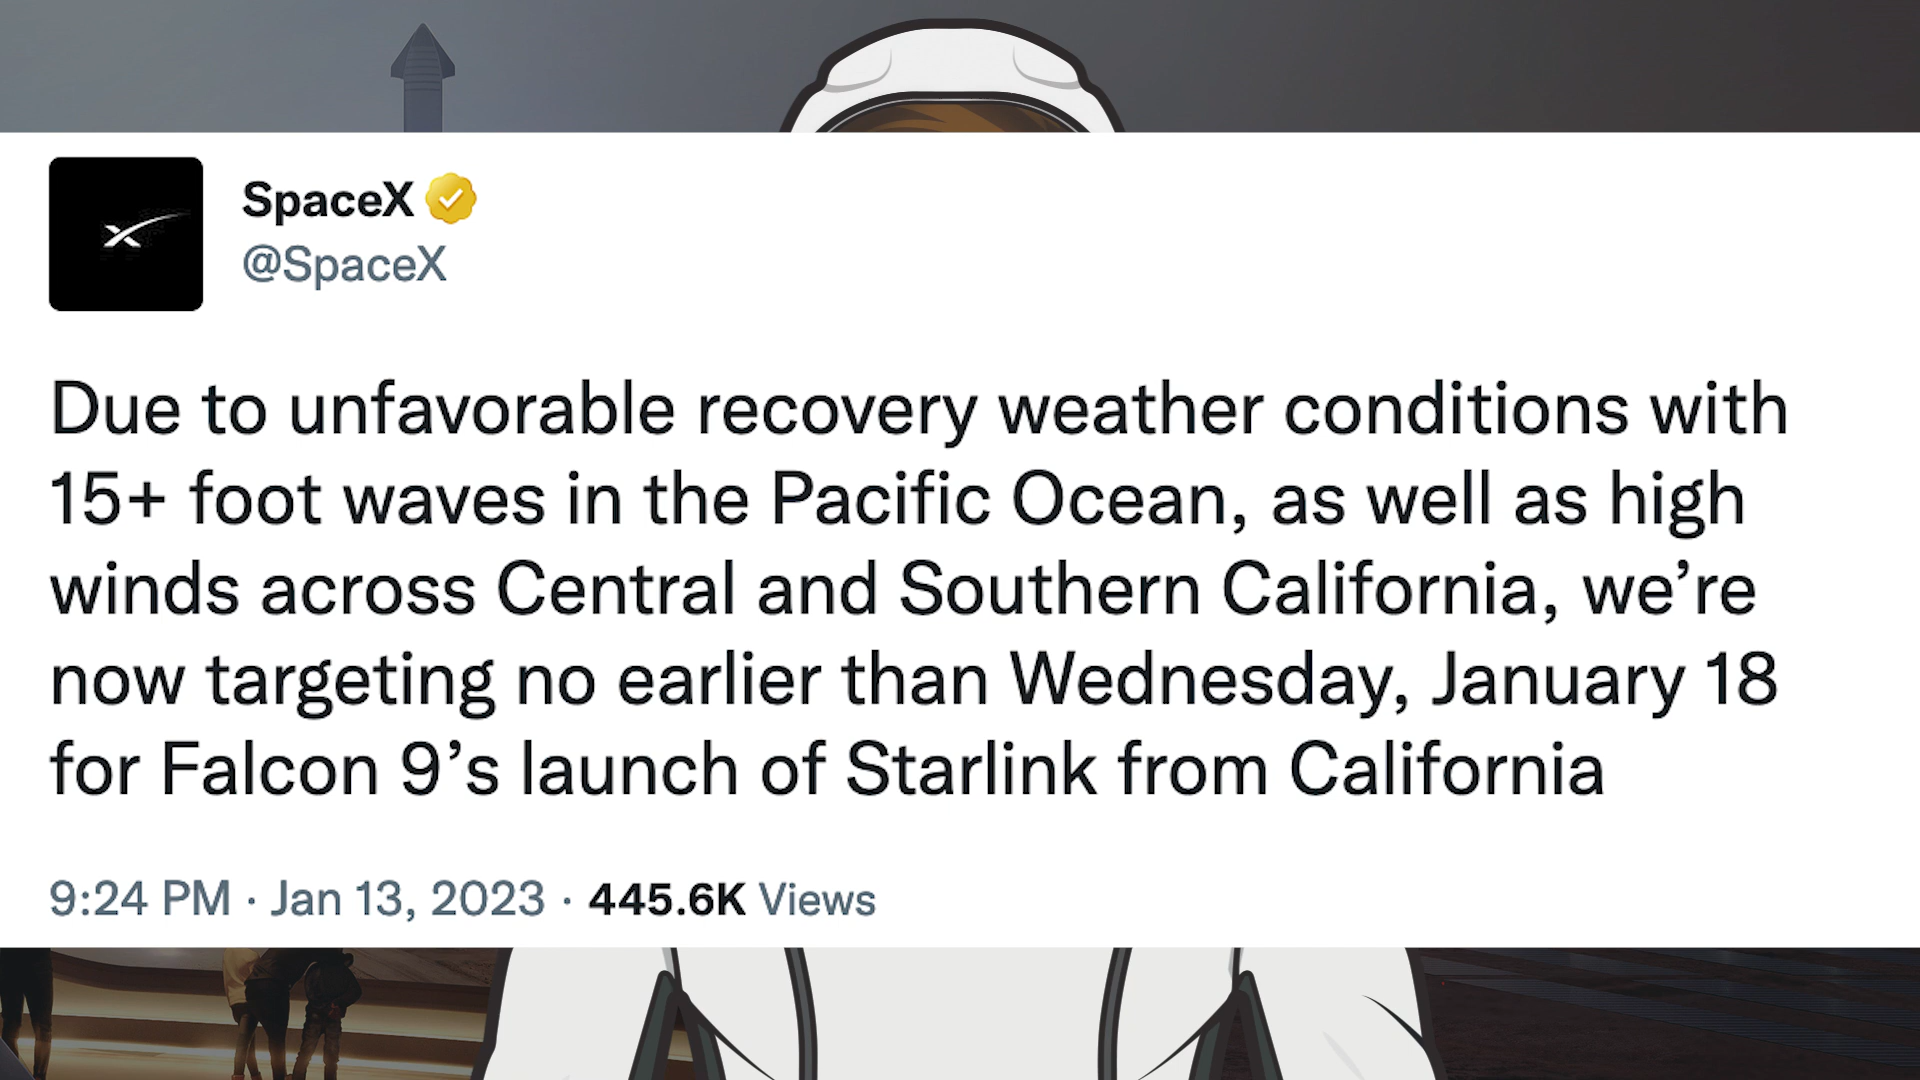 SpaceX
@SpaceX
Due to unfavorable recovery weather conditions with
15+ foot waves in the Pacific Ocean, as well as high
winds across Central and Southern California, we’re
now targeting no earlier than Wednesday, January 18
for Falcon 9’s launch of Starlink from California
9:24 PM · Jan 13, 2023 · 445.6K Views